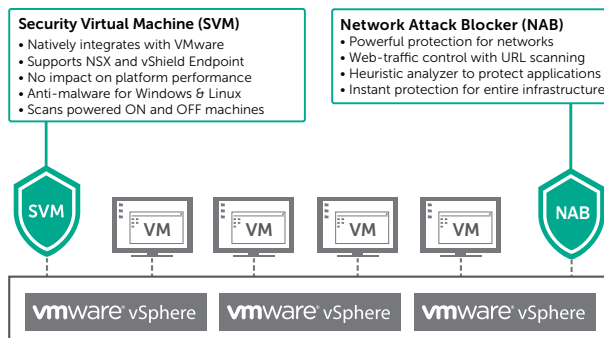 Security Virtual Machine (SVM)
• Natively integrates with VMware
• Supports NSX and vShield Endpoint
• No impact on platform performance
• Anti-malware for Windows & Linux
• Scans powered ON and OFF machines
Network Attack Blocker (NAB)
• Powerful protection for networks
• Web-traffic control with URL scanning
• Heuristic analyzer to protect applications
• Instant protection for entire infrastructure
SVM
VM
VM
VM
VM
NAB
vmware® vSphere
vmware® vSphere
vmware® vSphere